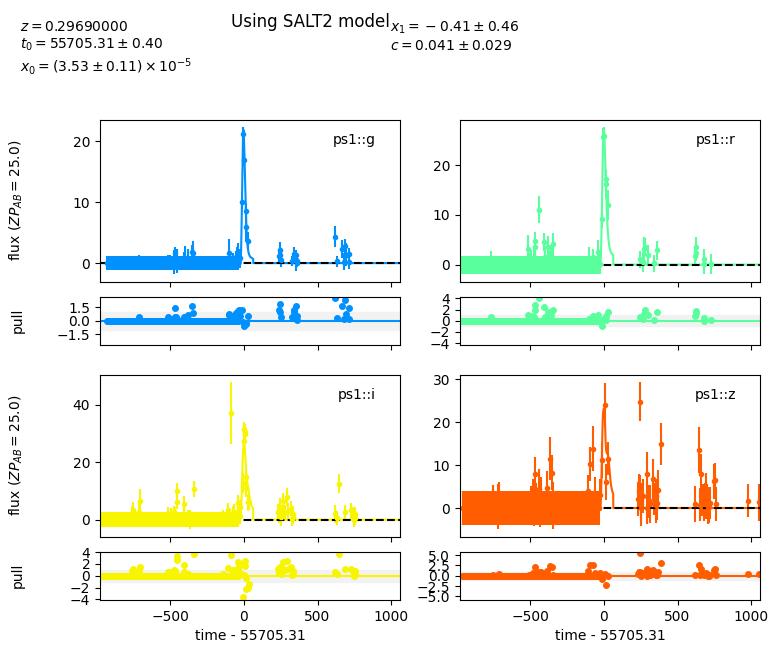 Using SALT2 model
z = 0.29690000
t0 = 55705.31 ± 0.40
x0 = (3.53 ± 0.11) × 10⁻⁵
x1 = − 0.41 ± 0.46
c = 0.041 ± 0.029
ps1::g
flux (ZP_AB = 25.0)
20
10
0
ps1::r
20
10
0
pull
1.5
0.0
−1.5
4
2
0
−2
−4
ps1::i
flux (ZP_AB = 25.0)
40
20
0
ps1::z
30
20
10
0
pull
4
2
0
−2
−4
5.0
2.5
0.0
−2.5
−5.0
−500 0 500 1000
time - 55705.31
−500 0 500 1000
time - 55705.31